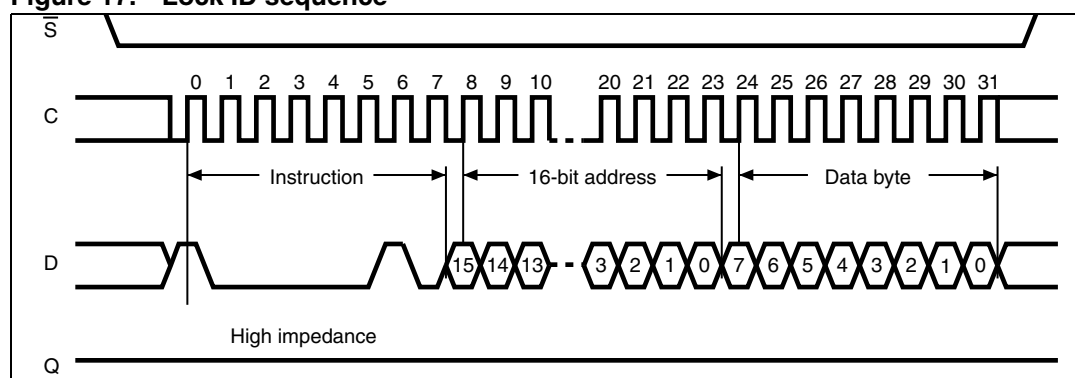 Figure 17. Lock ID sequence
S
0 1 2 3 4 5 6 7 8 9 10 20 21 22 23 24 25 26 27 28 29 30 31
C
Instruction 16-bit address Data byte
D 15 14 13 3 2 1 0 7 6 5 4 3 2 1 0
High impedance
Q